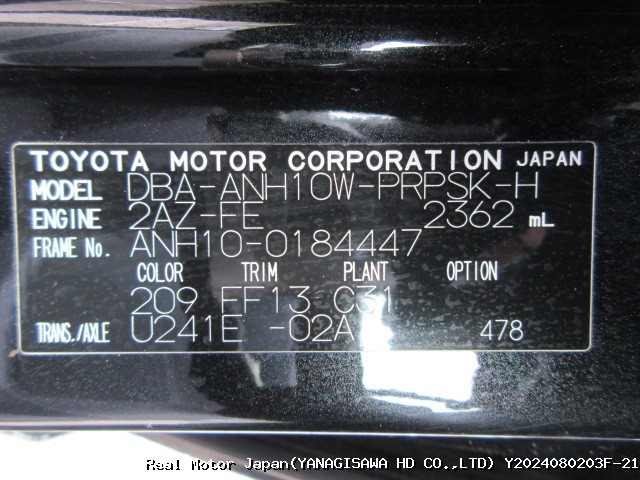 TOYOTA MOTOR CORPORATION JAPAN
MODEL DBA-ANH10W-PRPSK-H
ENGINE 2AZ-FE 2362 mL
FRAME No. ANH10-0184447
COLOR TRIM PLANT OPTION
209 FF13 C31
TRANS./AXLE U241E -02A 478
Real Motor Japan(YANAGISAWA HD CO.,LTD) Y2024080203F-21